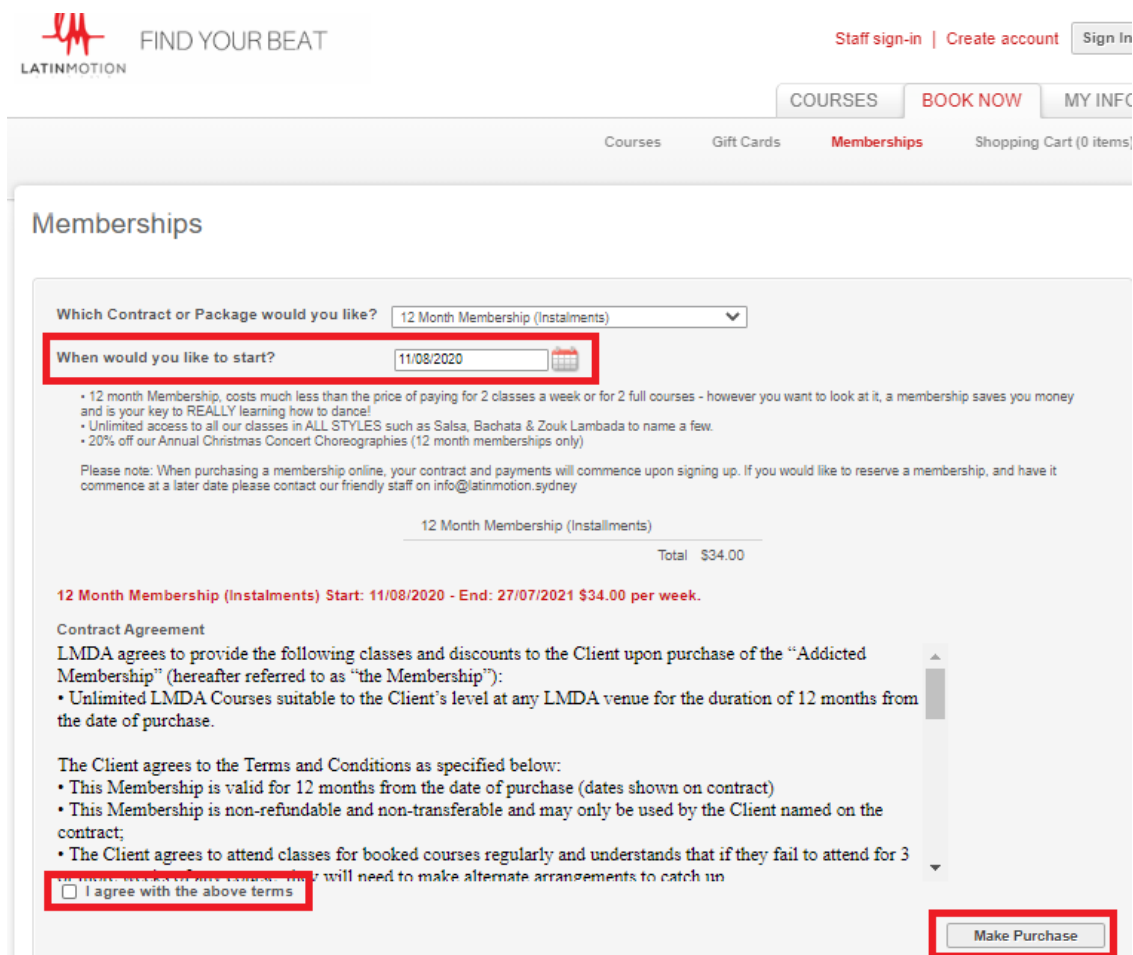 LATINMOTION
FIND YOUR BEAT
Staff sign-in | Create account
Sign In
COURSES
BOOK NOW
MY INFO
Courses
Gift Cards
Memberships
Shopping Cart (0 items)
Memberships
Which Contract or Package would you like?
12 Month Membership (Instalments)
When would you like to start?
11/08/2020
• 12 month Membership, costs much less than the price of paying for 2 classes a week or for 2 full courses - however you want to look at it, a membership saves you money
and is your key to REALLY learning how to dance!
• Unlimited access to all our classes in ALL STYLES such as Salsa, Bachata & Zouk Lambada to name a few.
• 20% off our Annual Christmas Concert Choreographies (12 month memberships only)
Please note: When purchasing a membership online, your contract and payments will commence upon signing up. If you would like to reserve a membership, and have it
commence at a later date please contact our friendly staff on info@latinmotion.sydney
12 Month Membership (Installments)
Total $34.00
12 Month Membership (Instalments) Start: 11/08/2020 - End: 27/07/2021 $34.00 per week.
Contract Agreement
LMDA agrees to provide the following classes and discounts to the Client upon purchase of the “Addicted
Membership” (hereafter referred to as “the Membership”):
• Unlimited LMDA Courses suitable to the Client’s level at any LMDA venue for the duration of 12 months from
the date of purchase.
The Client agrees to the Terms and Conditions as specified below:
• This Membership is valid for 12 months from the date of purchase (dates shown on contract)
• This Membership is non-refundable and non-transferable and may only be used by the Client named on the
contract;
• The Client agrees to attend classes for booked courses regularly and understands that if they fail to attend for 3
will need to make alternate arrangements to catch up
I agree with the above terms
Make Purchase